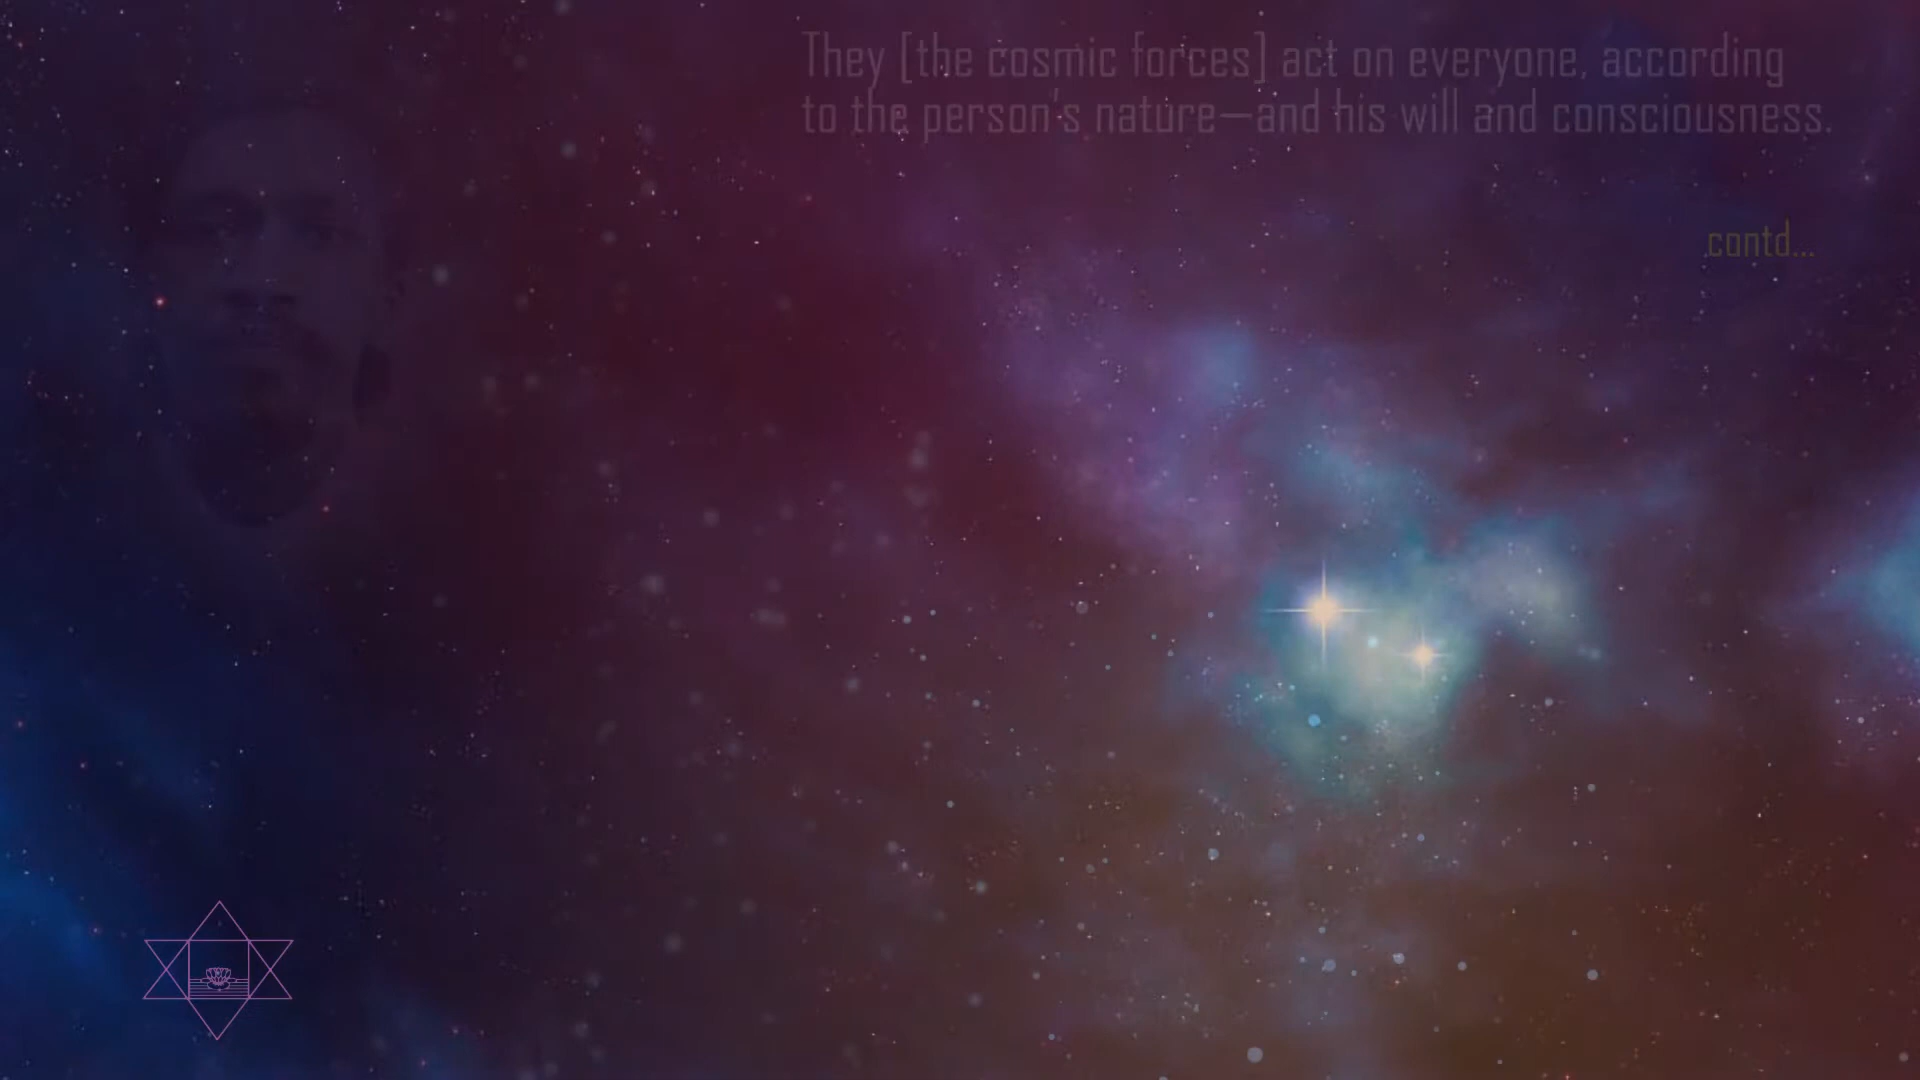 They [the cosmic forces] act on everyone, according
to the person's nature—and his will and consciousness.
contd...